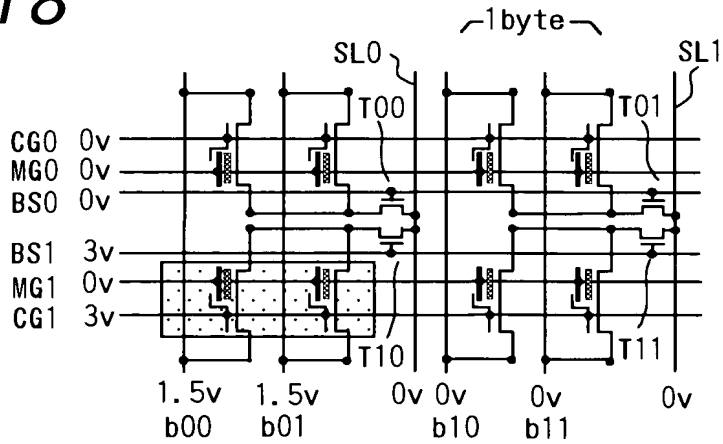 18
1byte
SL0 SL1
T00 T01
CG0 0v
MG0 0v
BS0 0v
BS1 3v
MG1 0v
CG1 3v
T10 T11
1.5v 1.5v 0v 0v 0v 0v
b00 b01 b10 b11